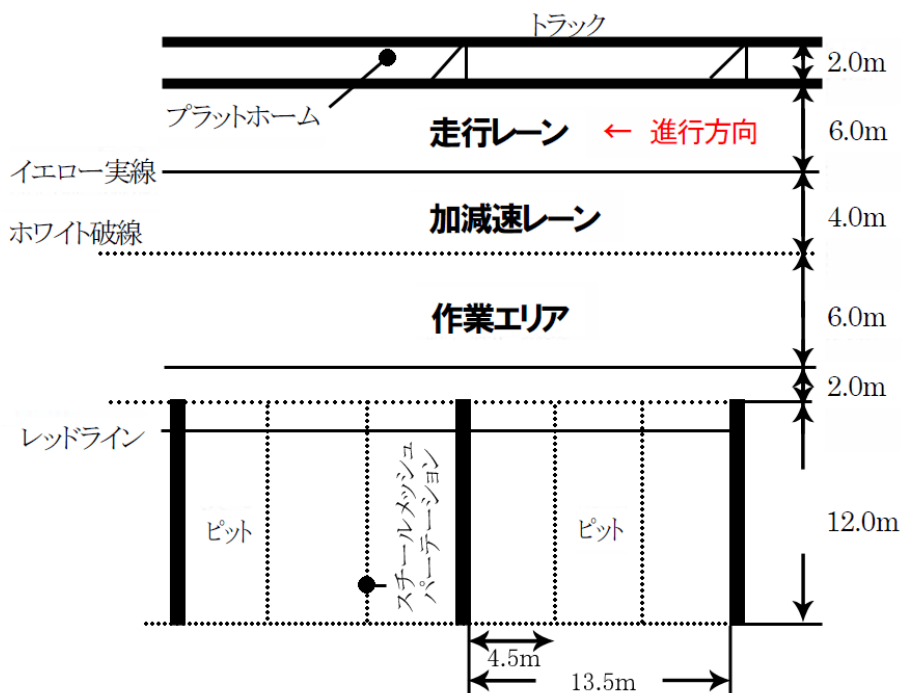 トラック
2.0m
プラットホーム
走行レーン ← 進行方向
6.0m
イエロー実線
加減速レーン
4.0m
ホワイト破線
作業エリア
6.0m
2.0m
レッドライン
スチールメッシュ
パーテーション
ピット
ピット
12.0m
4.5m
13.5m